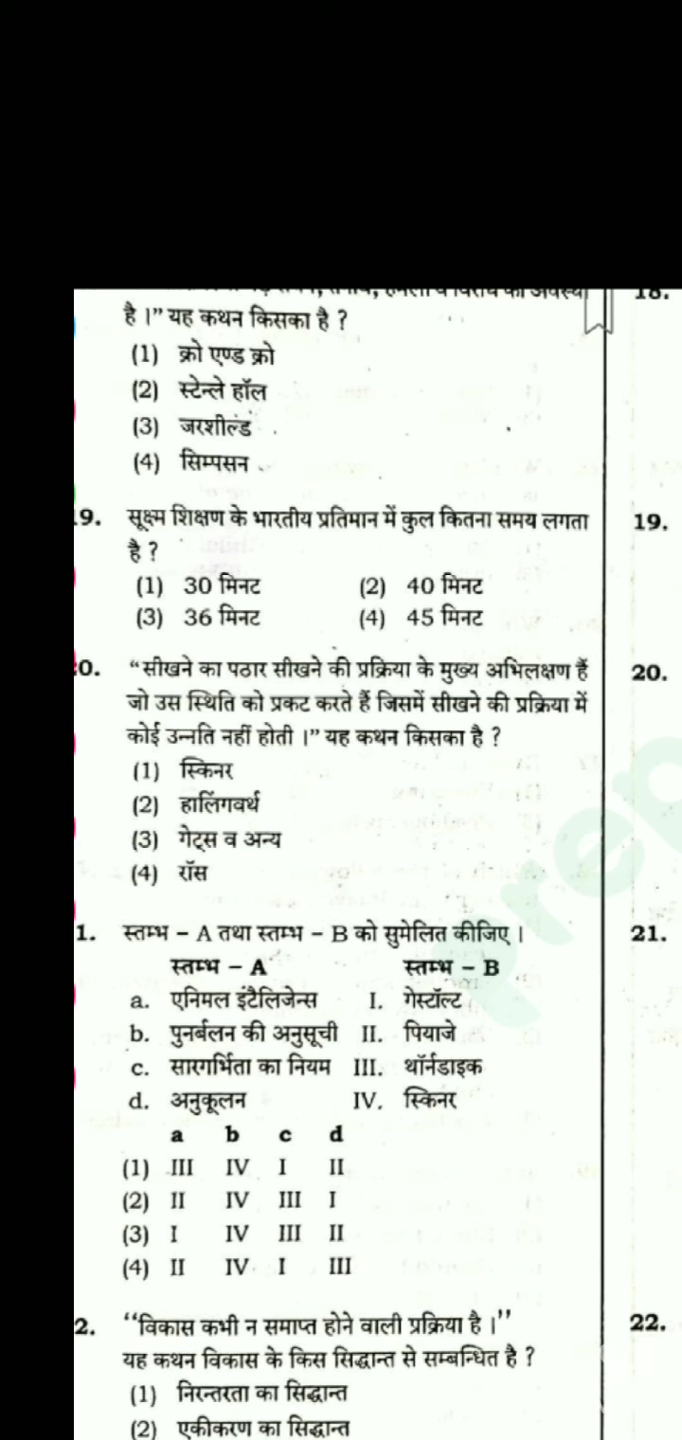 है ।” यह कथन किसका है ?
(1) क्रो एण्ड क्रो
(2) स्टेन्ले हॉल
(3) जरशील्ड
(4) सिम्पसन
18.
9. सूक्ष्म शिक्षण के भारतीय प्रतिमान में कुल कितना समय लगता
है ?
(1) 30 मिनट (2) 40 मिनट
(3) 36 मिनट (4) 45 मिनट
19.
0. “सीखने का पठार सीखने की प्रक्रिया के मुख्य अभिलक्षण हैं
जो उस स्थिति को प्रकट करते हैं जिसमें सीखने की प्रक्रिया में
कोई उन्नति नहीं होती ।” यह कथन किसका है ?
(1) स्किनर
(2) हालिंगवर्थ
(3) गेट्स व अन्य
(4) रॉस
20.
1. स्तम्भ – A तथा स्तम्भ – B को सुमेलित कीजिए ।
स्तम्भ – A स्तम्भ – B
a. एनिमल इंटैलिजेन्स I. गेस्टॉल्ट
b. पुनर्बलन की अनुसूची II. पियाजे
c. सारगर्भिता का नियम III. थॉर्नडाइक
d. अनुकूलन IV. स्किनर
a b c d
(1) III IV I II
(2) II IV III I
(3) I IV III II
(4) II IV I III
21.
2. ‘‘विकास कभी न समाप्त होने वाली प्रक्रिया है ।’’
यह कथन विकास के किस सिद्धान्त से सम्बन्धित है ?
(1) निरन्तरता का सिद्धान्त
(2) एकीकरण का सिद्धान्त
22.
Prep